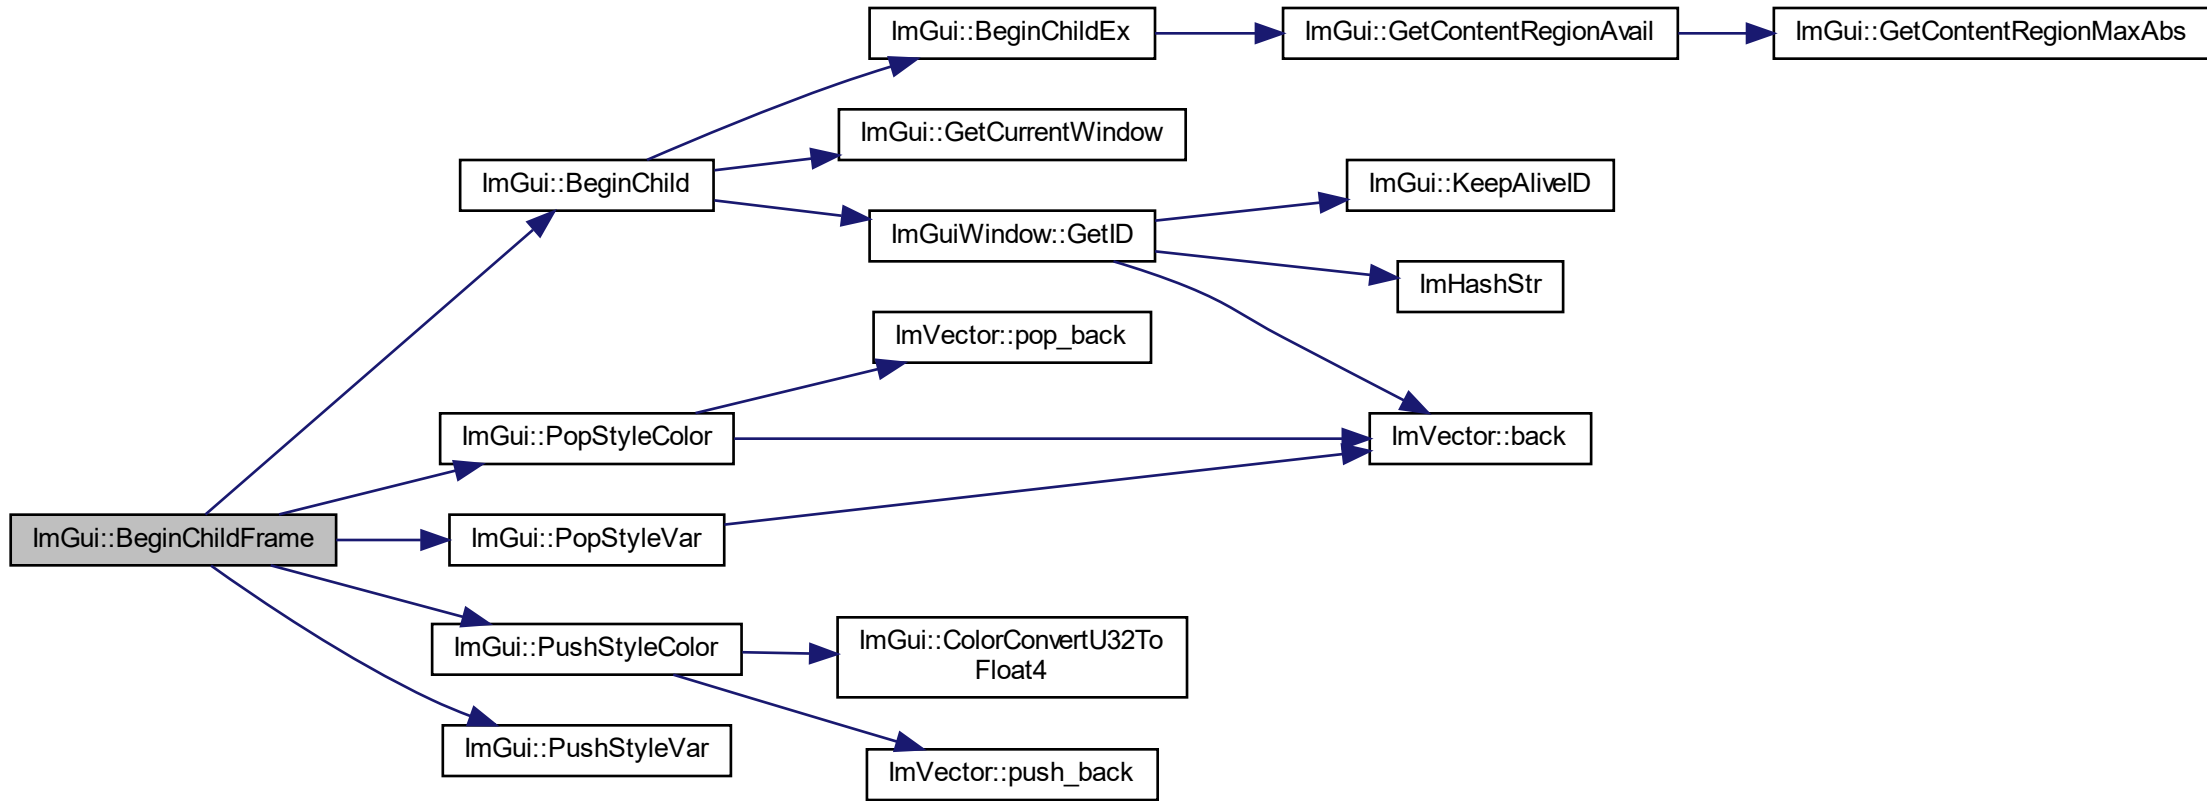 ImGui::BeginChildEx
ImGui::GetContentRegionAvail
ImGui::GetContentRegionMaxAbs
ImGui::GetCurrentWindow
ImGui::BeginChild
ImGui::KeepAliveID
ImGuiWindow::GetID
ImHashStr
ImVector::pop_back
ImGui::PopStyleColor
ImVector::back
ImGui::BeginChildFrame
ImGui::PopStyleVar
ImGui::PushStyleColor
ImGui::ColorConvertU32To
Float4
ImGui::PushStyleVar
ImVector::push_back